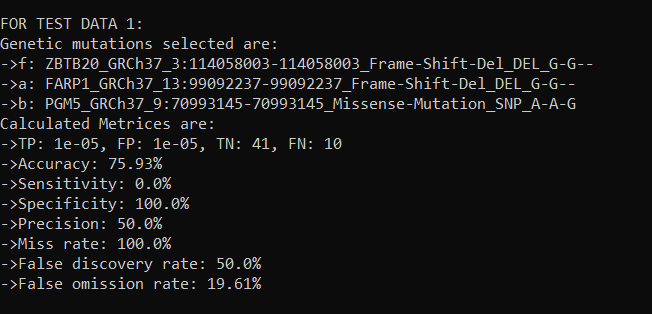 FOR TEST DATA 1:
Genetic mutations selected are:
->f: ZBTB20_GRCh37_3:114058003-114058003_Frame-Shift-Del_DEL_G-G--
->a: FARP1_GRCh37_13:99092237-99092237_Frame-Shift-Del_DEL_G-G--
->b: PGM5_GRCh37_9:70993145-70993145_Missense-Mutation_SNP_A-A-G
Calculated Metrices are:
->TP: 1e-05, FP: 1e-05, TN: 41, FN: 10
->Accuracy: 75.93%
->Sensitivity: 0.0%
->Specificity: 100.0%
->Precision: 50.0%
->Miss rate: 100.0%
->False discovery rate: 50.0%
->False omission rate: 19.61%